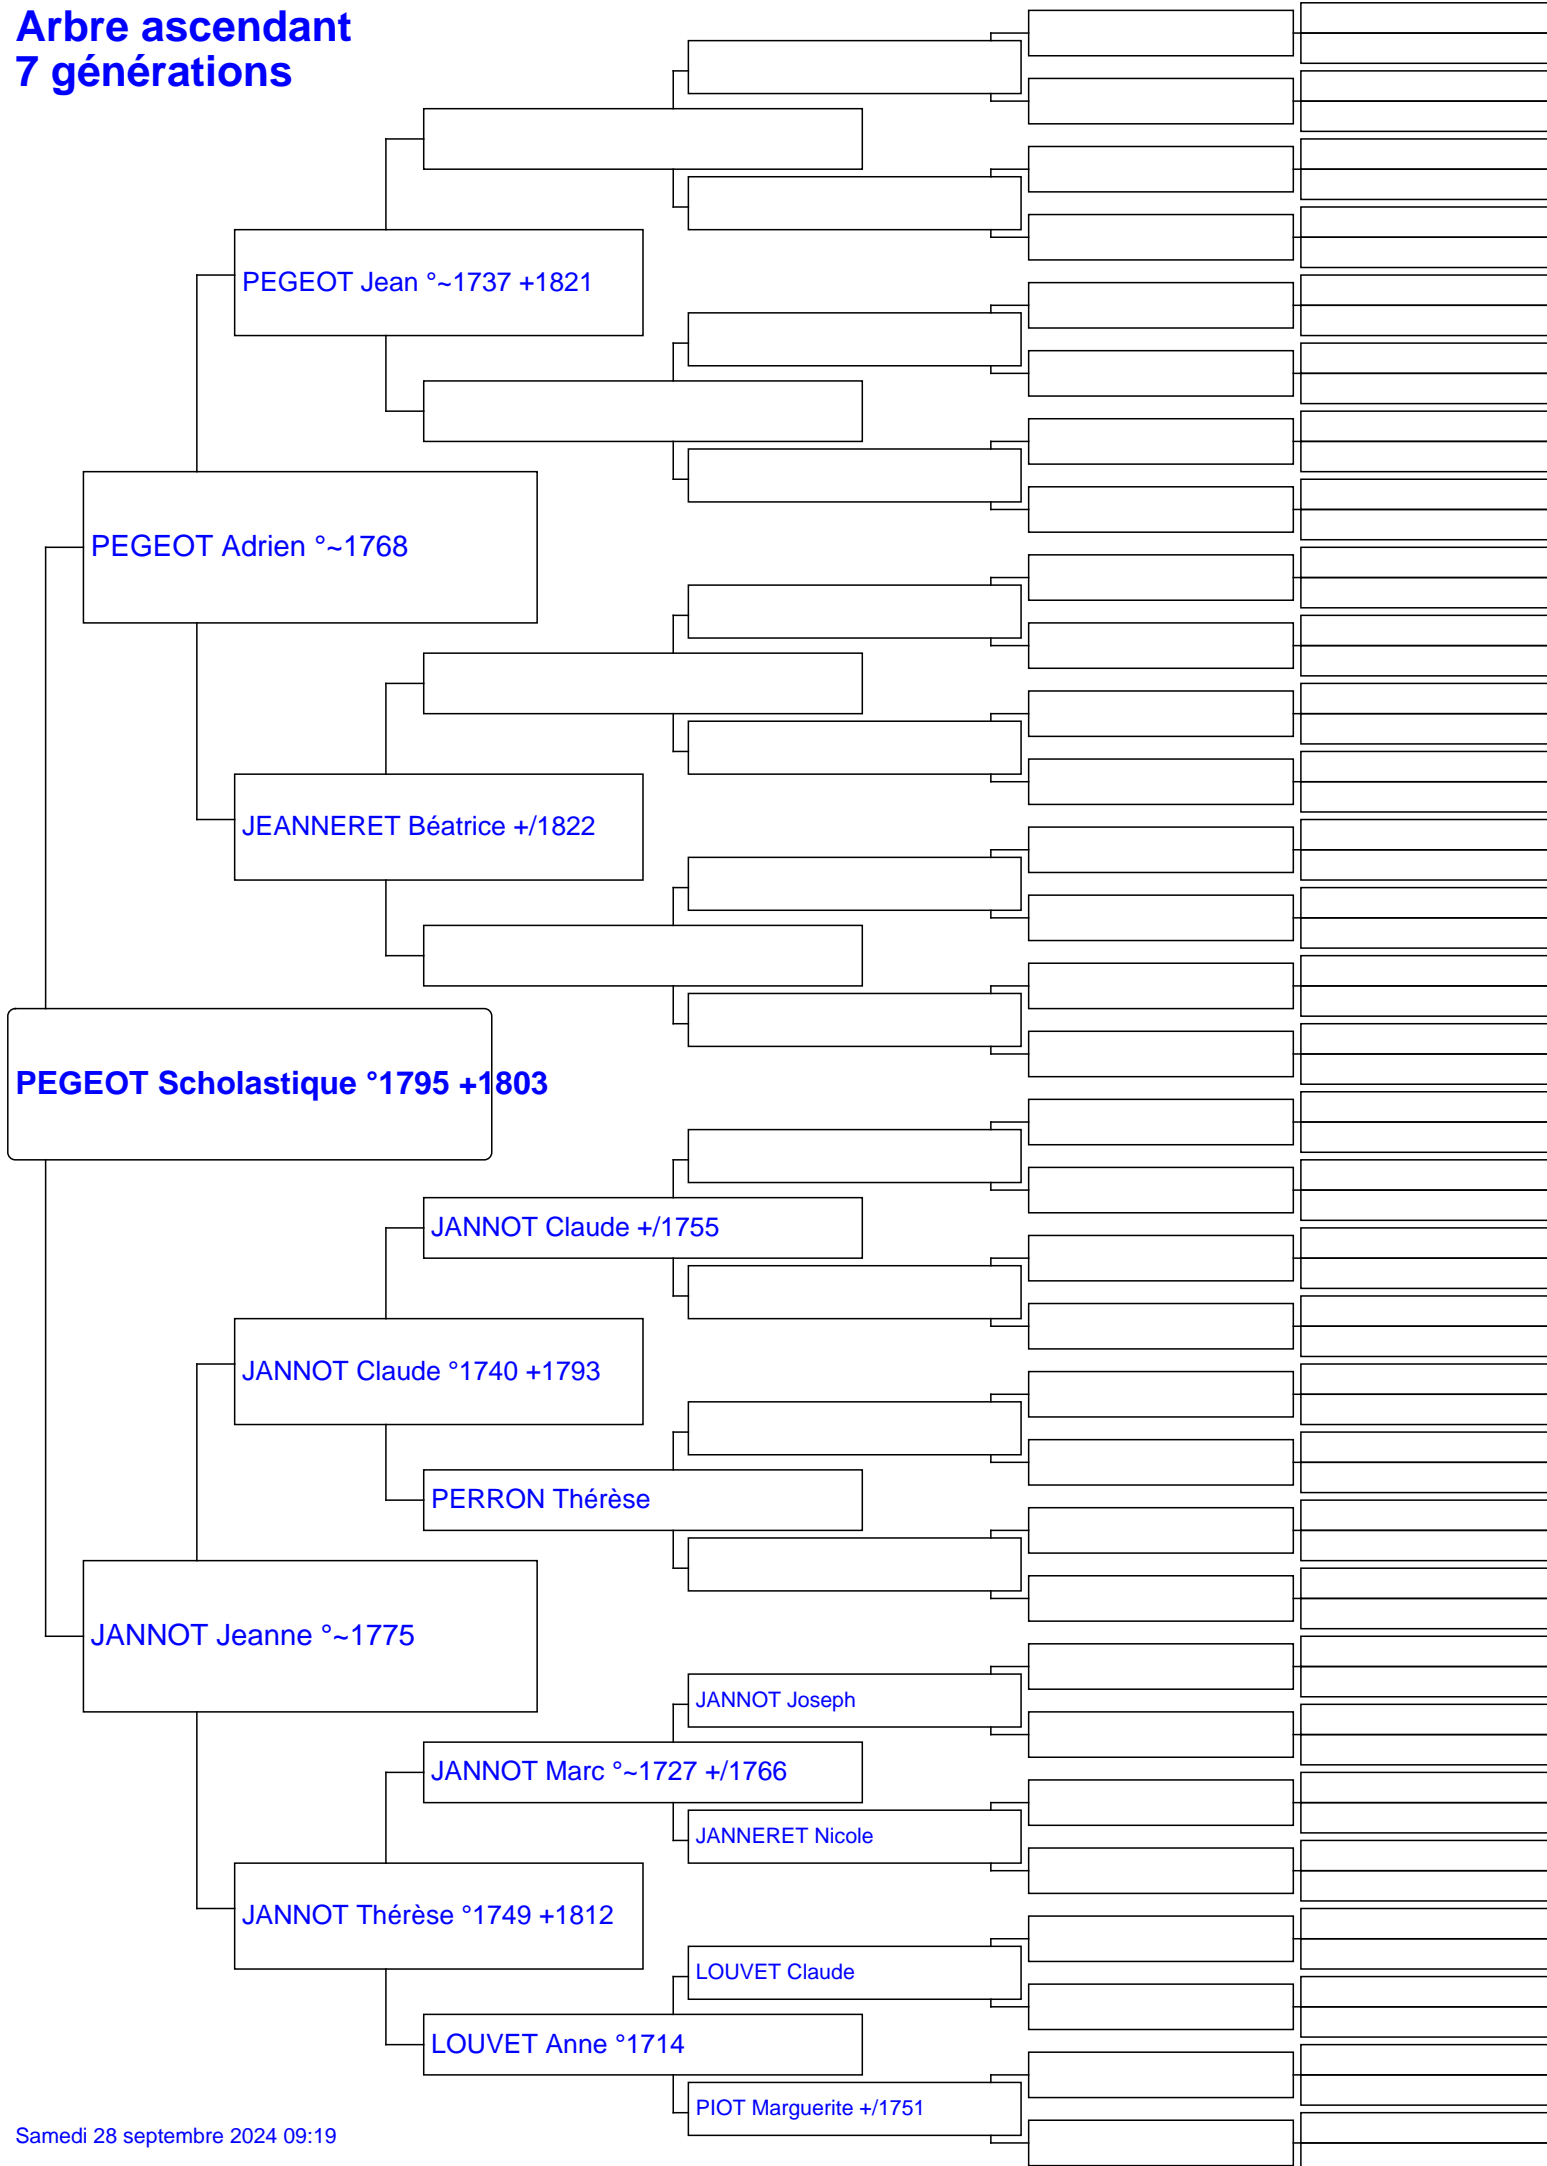 Arbre ascendant
7 générations
PEGEOT Jean °~1737 +1821
PEGEOT Adrien °~1768
JEANNERET Béatrice +/1822
PEGEOT Scholastique °1795 +1803
JANNOT Claude +/1755
JANNOT Claude °1740 +1793
PERRON Thérèse
JANNOT Jeanne °~1775
JANNOT Joseph
JANNOT Marc °~1727 +/1766
JANNERET Nicole
JANNOT Thérèse °1749 +1812
LOUVET Claude
LOUVET Anne °1714
PIOT Marguerite +/1751
Samedi 28 septembre 2024 09:19